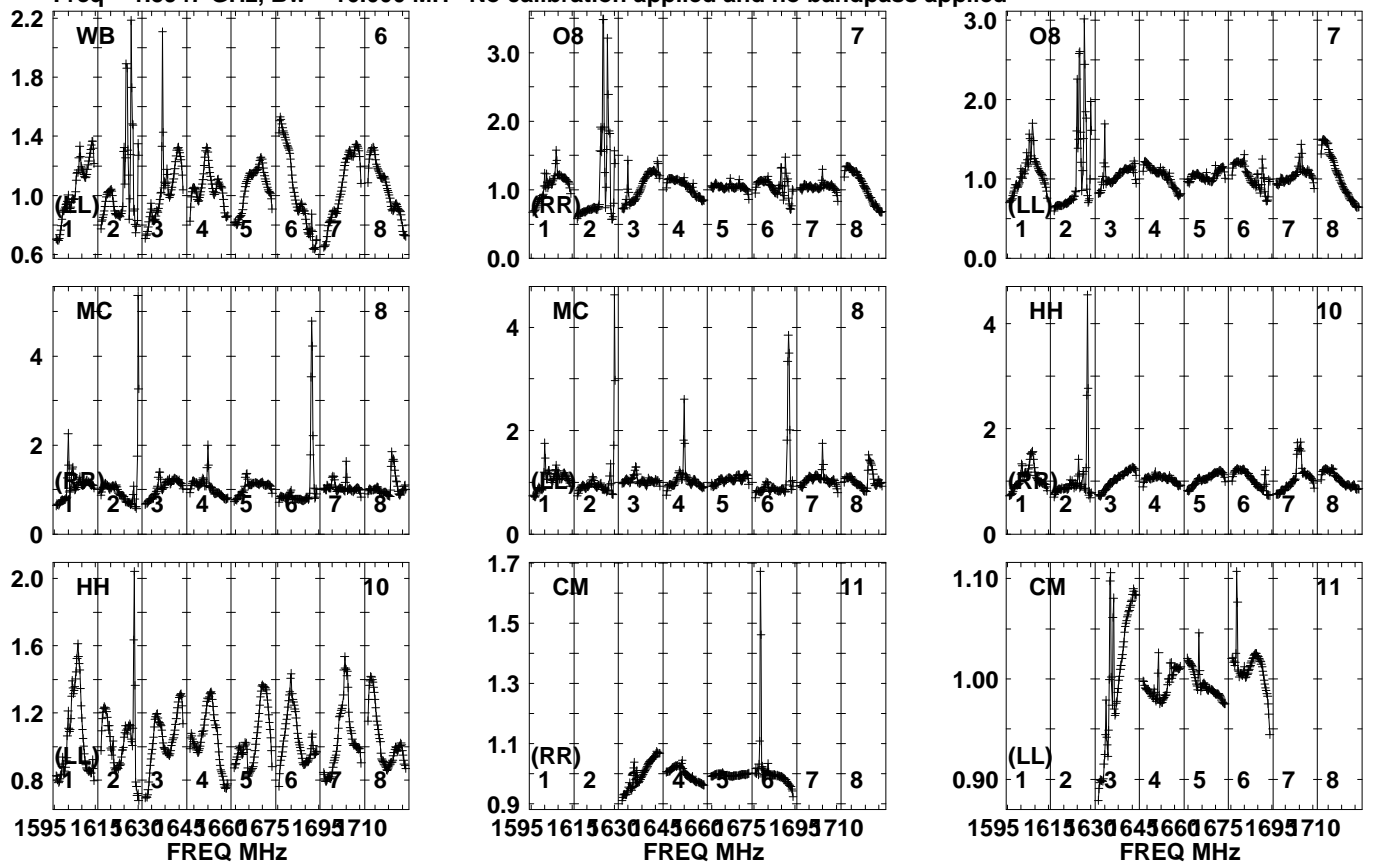 Freq = 1.5947 GHz, Bw = 16.000 MH No calibration applied and no bandpass applied
WB 6 O8 7 O8 7
2.2 1.8 1.4 1.0 0.6
3.0 2.0 1.0 0.0
3.0 2.0 1.0 0.0
(LL) (RR) (LL)
1 2 3 4 5 6 7 8
1 2 3 4 5 6 7 8
1 2 3 4 5 6 7 8
MC 8 MC 8 HH 10
4 2 0
4 2 0
4 2 0
(RR) (LL) (RR)
1 2 3 4 5 6 7 8
1 2 3 4 5 6 7 8
1 2 3 4 5 6 7 8
HH 10 CM 11 CM 11
2.0 1.6 1.2 0.8
1.7 1.5 1.3 1.1 0.9
1.10 1.00 0.90
(LL) (RR) (LL)
1 2 3 4 5 6 7 8
1 2 3 4 5 6 7 8
1 2 3 4 5 6 7 8
1595 1615 1630 1645 1660 1675 1695 1710
1595 1615 1630 1645 1660 1675 1695 1710
1595 1615 1630 1645 1660 1675 1695 1710
FREQ MHz FREQ MHz FREQ MHz